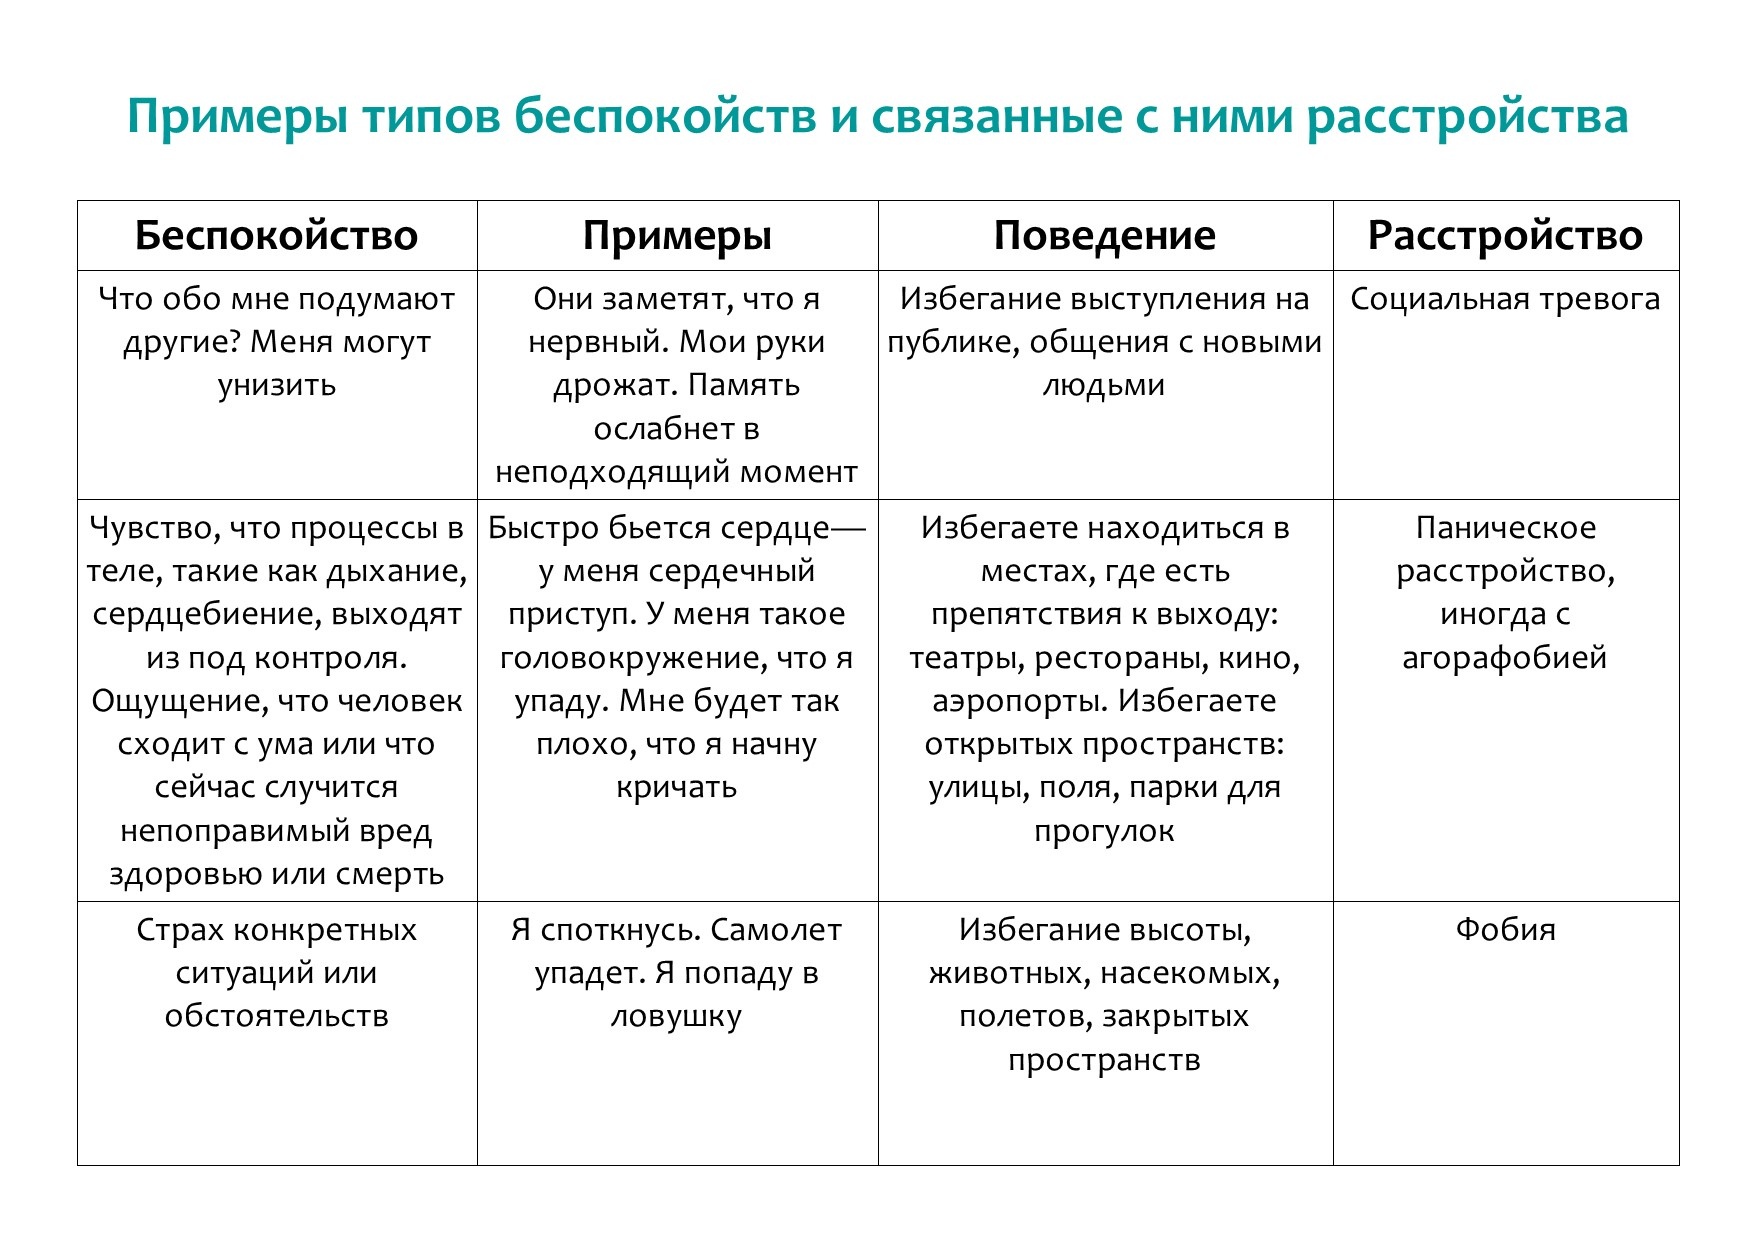 Примеры типов беспокойств и связанные с ними расстройства
Беспокойство
Примеры
Поведение
Расстройство
Что обо мне подумают
другие? Меня могут
унизить
Они заметят, что я
нервный. Мои руки
дрожат. Память
ослабнет в
неподходящий момент
Избегание выступления на
публике, общения с новыми
людьми
Социальная тревога
Чувство, что процессы в
теле, такие как дыхание,
сердцебиение, выходят
из под контроля.
Ощущение, что человек
сходит с ума или что
сейчас случится
непоправимый вред
здоровью или смерть
Быстро бьется сердце—
у меня сердечный
приступ. У меня такое
головокружение, что я
упаду. Мне будет так
плохо, что я начну
кричать
Избегаете находиться в
местах, где есть
препятствия к выходу:
театры, рестораны, кино,
аэропорты. Избегаете
открытых пространств:
улицы, поля, парки для
прогулок
Паническое
расстройство,
иногда с
агорафобией
Страх конкретных
ситуаций или
обстоятельств
Я споткнусь. Самолет
упадет. Я попаду в
ловушку
Избегание высоты,
животных, насекомых,
полетов, закрытых
пространств
Фобия